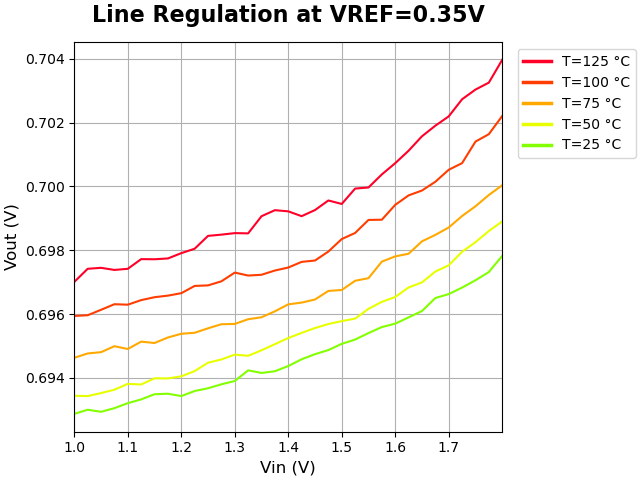 Line Regulation at VREF=0.35V
Vout (V)
0.704
0.702
0.700
0.698
0.696
0.694
1.0 1.1 1.2 1.3 1.4 1.5 1.6 1.7
Vin (V)
T=125 °C
T=100 °C
T=75 °C
T=50 °C
T=25 °C